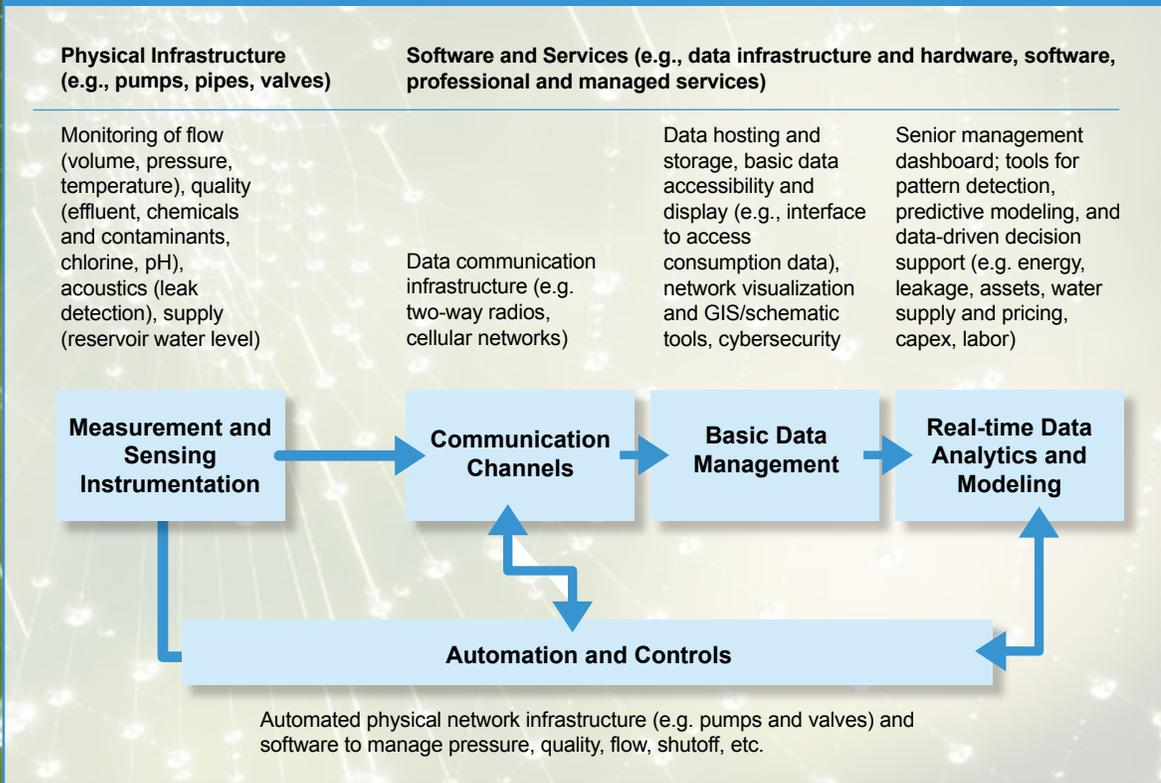 Physical Infrastructure
(e.g., pumps, pipes, valves)
Software and Services (e.g., data infrastructure and hardware, software,
professional and managed services)
Monitoring of flow
(volume, pressure,
temperature), quality
(effluent, chemicals
and contaminants,
chlorine, pH),
acoustics (leak
detection), supply
(reservoir water level)
Data communication
infrastructure (e.g.
two-way radios,
cellular networks)
Data hosting and
storage, basic data
accessibility and
display (e.g., interface
to access
consumption data),
network visualization
and GIS/schematic
tools, cybersecurity
Senior management
dashboard; tools for
pattern detection,
predictive modeling, and
data-driven decision
support (e.g. energy,
leakage, assets, water
supply and pricing,
capex, labor)
Measurement and
Sensing
Instrumentation
Communication
Channels
Basic Data
Management
Real-time Data
Analytics and
Modeling
Automation and Controls
Automated physical network infrastructure (e.g. pumps and valves) and
software to manage pressure, quality, flow, shutoff, etc.